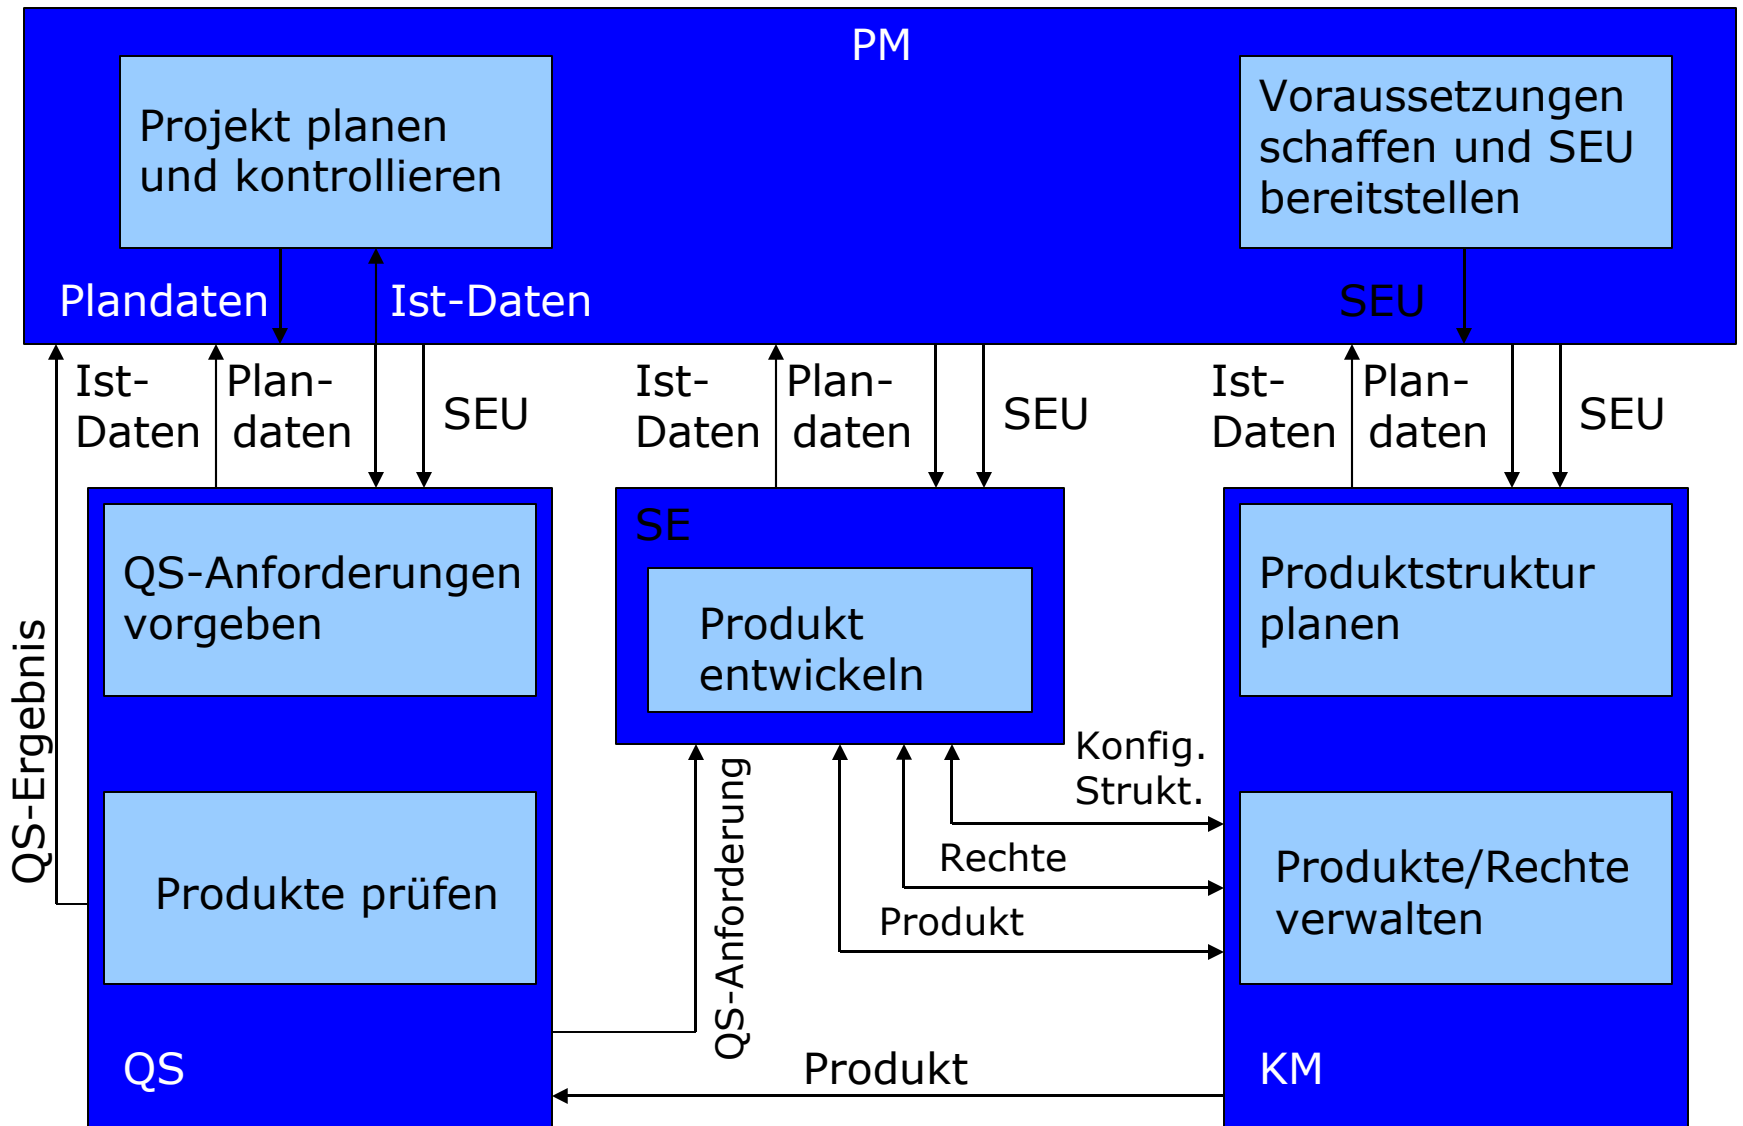 PM
Projekt planen
und kontrollieren
Voraussetzungen
schaffen und SEU
bereitstellen
Plandaten
Ist-Daten
SEU
Ist-
Daten
Plan-
daten
SEU
Ist-
Daten
Plan-
daten
SEU
Ist-
Daten
Plan-
daten
SEU
QS-Ergebnis
QS-Anforderungen
vorgeben
Produkte prüfen
QS
SE
Produkt
entwickeln
QS-Anforderung
Konfig.
Strukt.
Rechte
Produkt
Produkt
Produktstruktur
planen
Produkte/Rechte
verwalten
KM